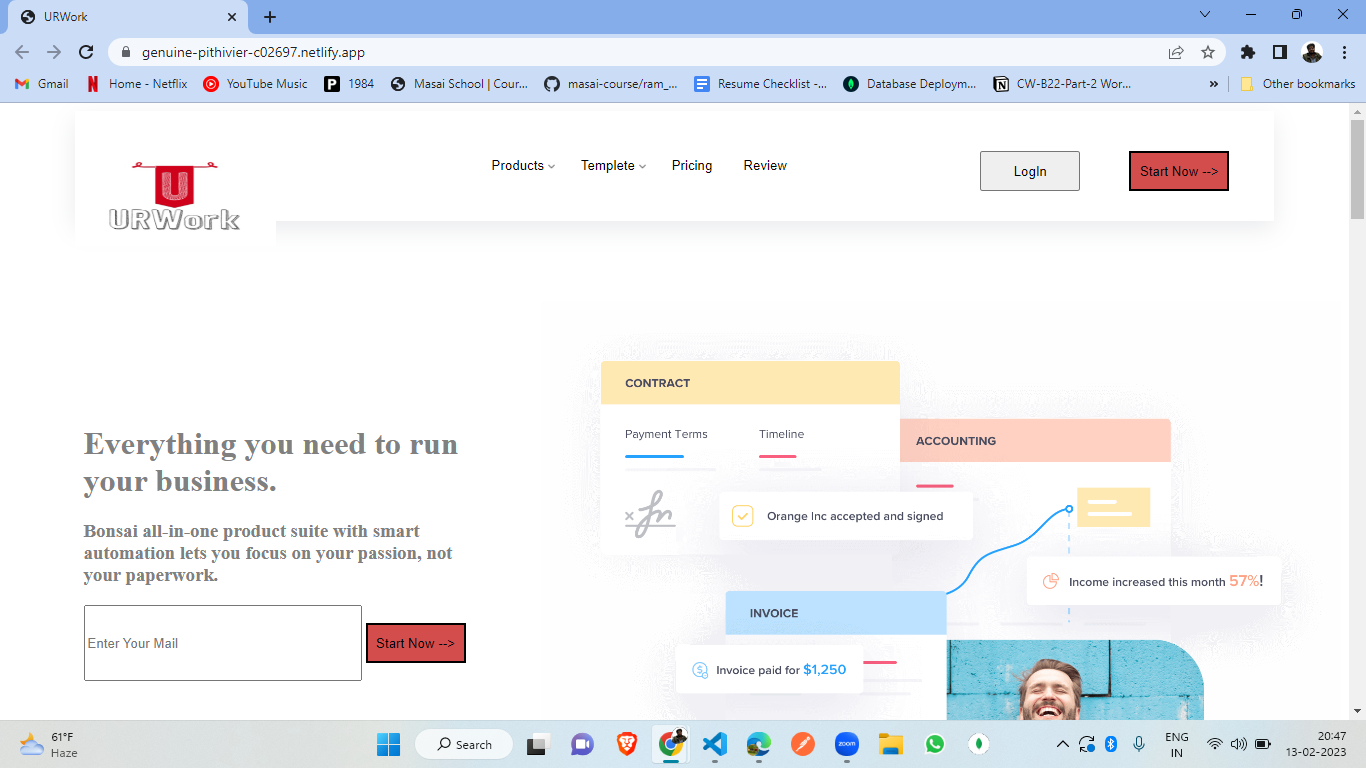 URWork
genuine-pithivier-c02697.netlify.app
Gmail
Home - Netflix
YouTube Music
1984
Masai School | Cour...
masai-course/ram_...
Resume Checklist -...
Database Deploym...
CW-B22-Part-2 Wor...
»
Other bookmarks
U
URWork
Products
Templete
Pricing
Review
LogIn
Start Now -->
Everything you need to run
your business.
Bonsai all-in-one product suite with smart
automation lets you focus on your passion, not
your paperwork.
Enter Your Mail
Start Now -->
CONTRACT
Payment Terms
Timeline
Orange Inc accepted and signed
ACCOUNTING
Income increased this month 57%!
INVOICE
Invoice paid for $1,250
61°F
Haze
Search
zoom
ENG
IN
20:47
13-02-2023